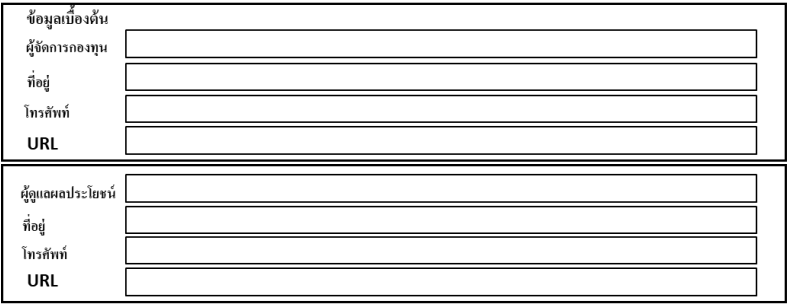 ข้อมูลเบื้องต้น
ผู้จัดการกองทุน
ที่อยู่
โทรศัพท์
URL
ผู้ดูแลผลประโยชน์
ที่อยู่
โทรศัพท์
URL